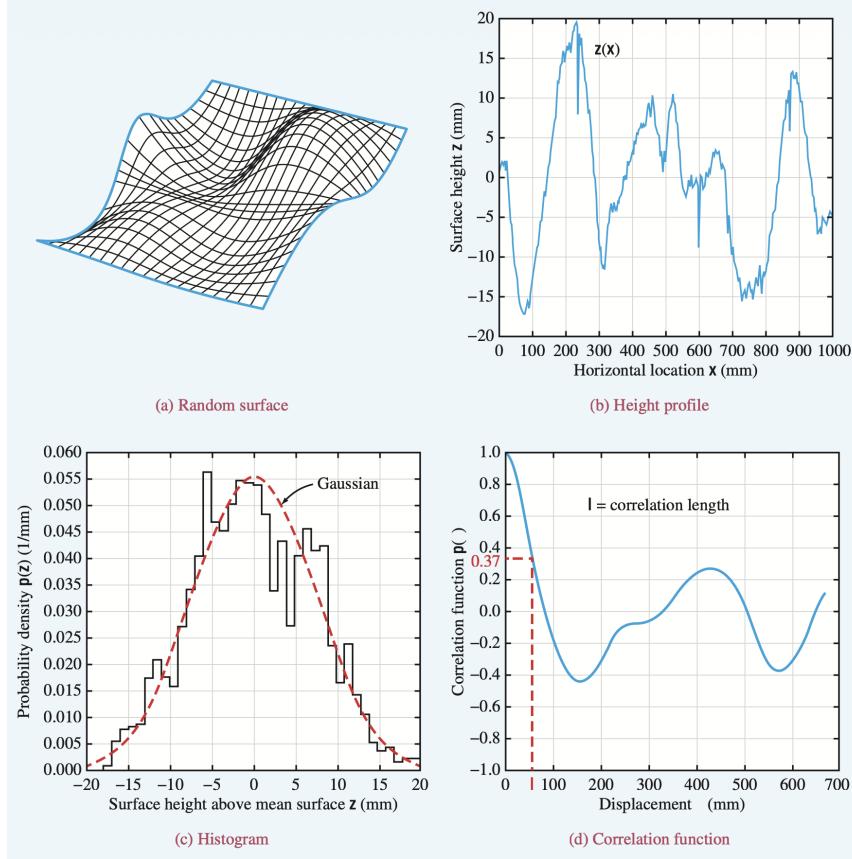 20
15
10
5
0
−5
−10
−15
−20
Surface height z (mm)
z(x)
0 100 200 300 400 500 600 700 800 900 1000
Horizontal location x (mm)
(a) Random surface
(b) Height profile
0.060
0.055
0.050
0.045
0.040
0.035
0.030
0.025
0.020
0.015
0.010
0.005
0.000
Probability density p(z) (1/mm)
Gaussian
−20 −15 −10 −5 0 5 10 15 20
Surface height above mean surface z (mm)
(c) Histogram
1.0
0.8
0.6
0.4
0.37
0.2
0.0
−0.2
−0.4
−0.6
−0.8
−1.0
Correlation function p( )
l = correlation length
0 100 200 300 400 500 600 700
Displacement (mm)
(d) Correlation function